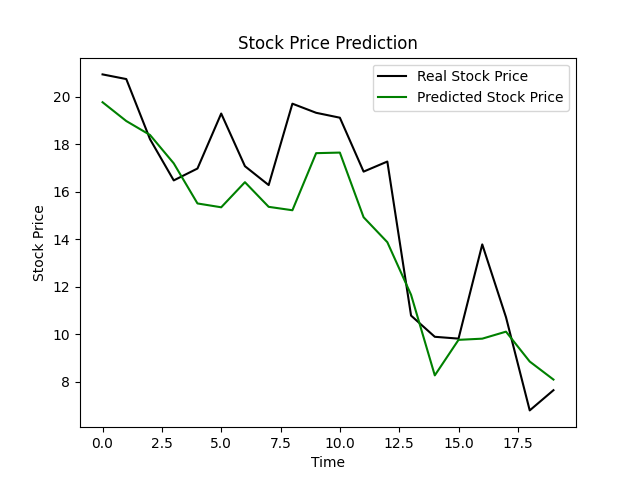 Stock Price Prediction
Real Stock Price
Predicted Stock Price
Stock Price
20
18
16
14
12
10
8
0.0 2.5 5.0 7.5 10.0 12.5 15.0 17.5
Time